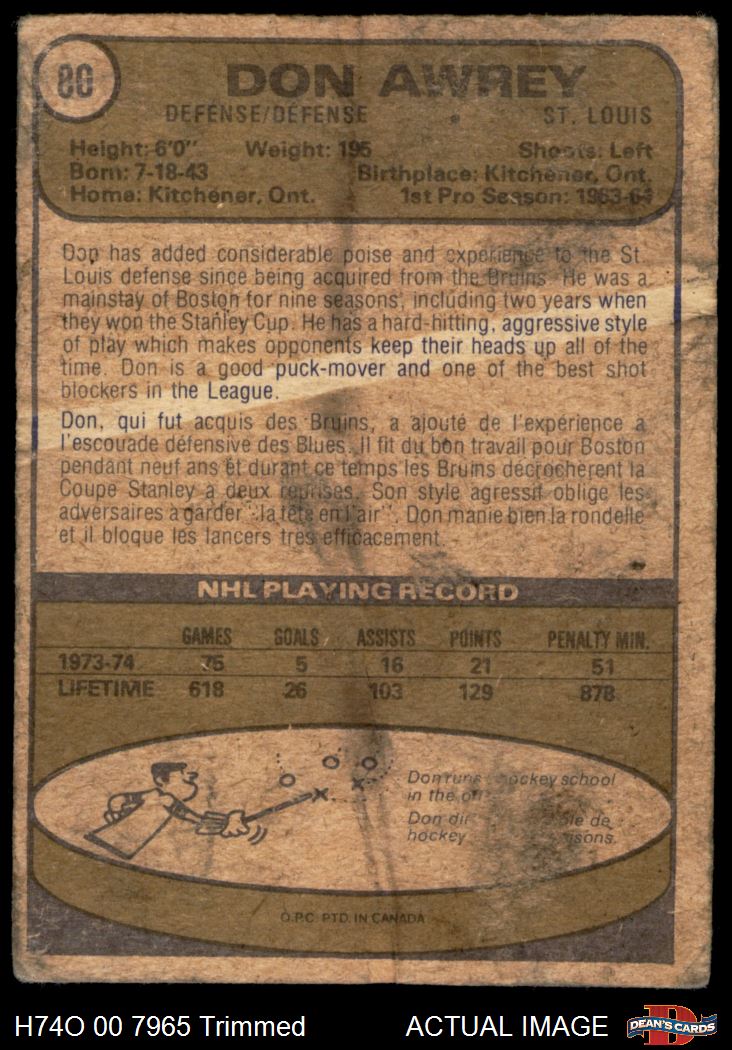 80
DON AWREY
DEFENSE/DÉFENSE ST. LOUIS
Height: 6'0" Weight: 195 Shoots: Left
Born: 7-18-43 Birthplace: Kitchener, Ont.
Home: Kitchener, Ont. 1st Pro Season: 1963-64
Don has added considerable poise and experience to the St.
Louis defense since being acquired from the Bruins. He was a
mainstay of Boston for nine seasons, including two years when
they won the Stanley Cup. He has a hard-hitting, aggressive style
of play which makes opponents keep their heads up all of the
time. Don is a good puck-mover and one of the best shot
blockers in the League.
Don, qui fut acquis des Bruins, a ajouté de l'expérience a
l'escouade défensive des Blues. Il fit du bon travail pour Boston
pendant neuf ans et durant ce temps les Bruins décrochèrent la
Coupe Stanley a deux reprises. Son style agressif oblige les
adversaires a garder "la tête en l'air". Don manie bien la rondelle
et il bloque les lancers très efficacement.
NHL PLAYING RECORD
GAMES GOALS ASSISTS POINTS PENALTY MIN.
1973-74 75 5 16 21 51
LIFETIME 618 26 103 129 878
Don runs hockey school
in the
Don de
hockey
O.P.C. PTD. IN CANADA
H74O 00 7965 Trimmed ACTUAL IMAGE DEAN'S CARDS